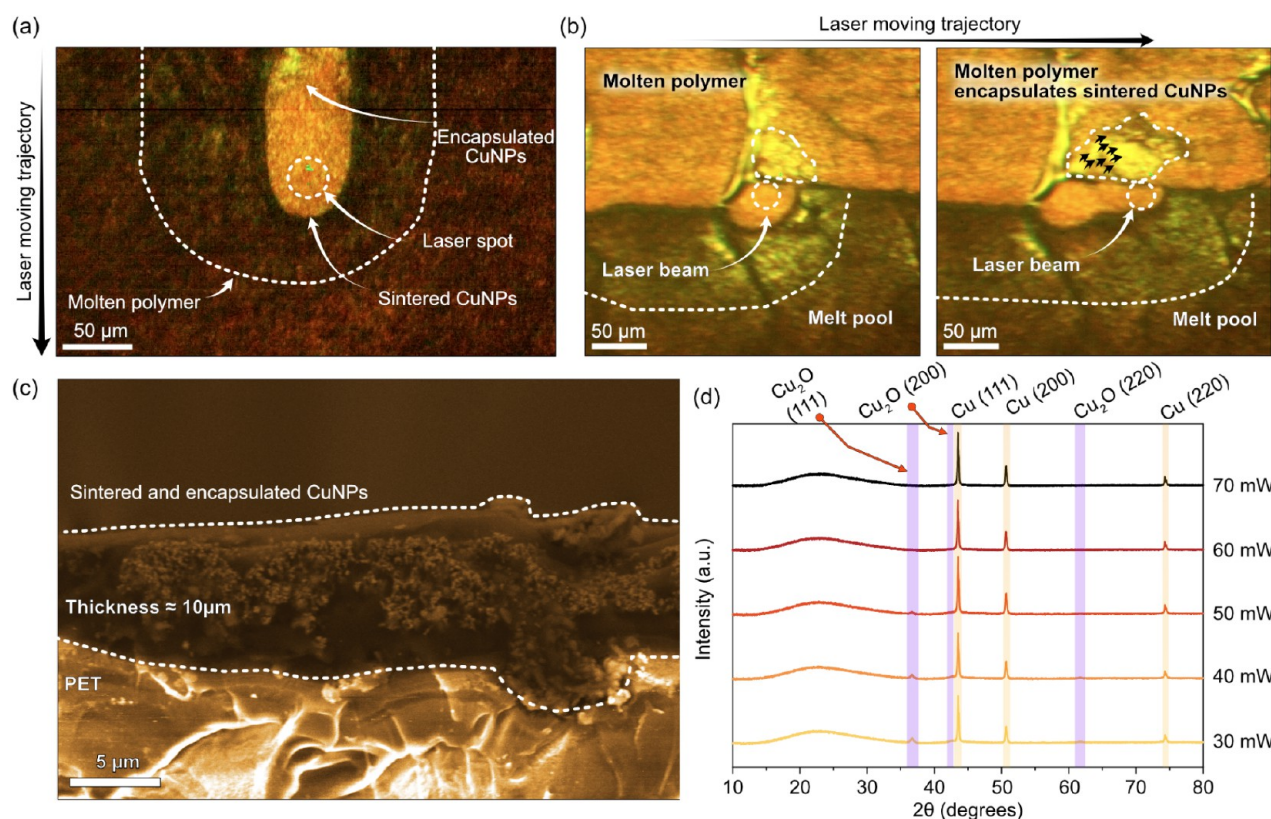 (a)
Laser moving trajectory
Encapsulated
CuNPs
Laser spot
Sintered CuNPs
Molten polymer
50 µm
(b)
Laser moving trajectory
Molten polymer
Laser beam
50 µm
Melt pool
Molten polymer
encapsulates sintered CuNPs
Laser beam
50 µm
Melt pool
(c)
Sintered and encapsulated CuNPs
Thickness ≈ 10µm
PET
5 µm
(d)
Cu₂O
(111)
Cu₂O (200)
Cu (111)
Cu (200)
Cu₂O (220)
Cu (220)
70 mW
60 mW
50 mW
40 mW
30 mW
Intensity (a.u.)
10 20 30 40 50 60 70 80
2θ (degrees)